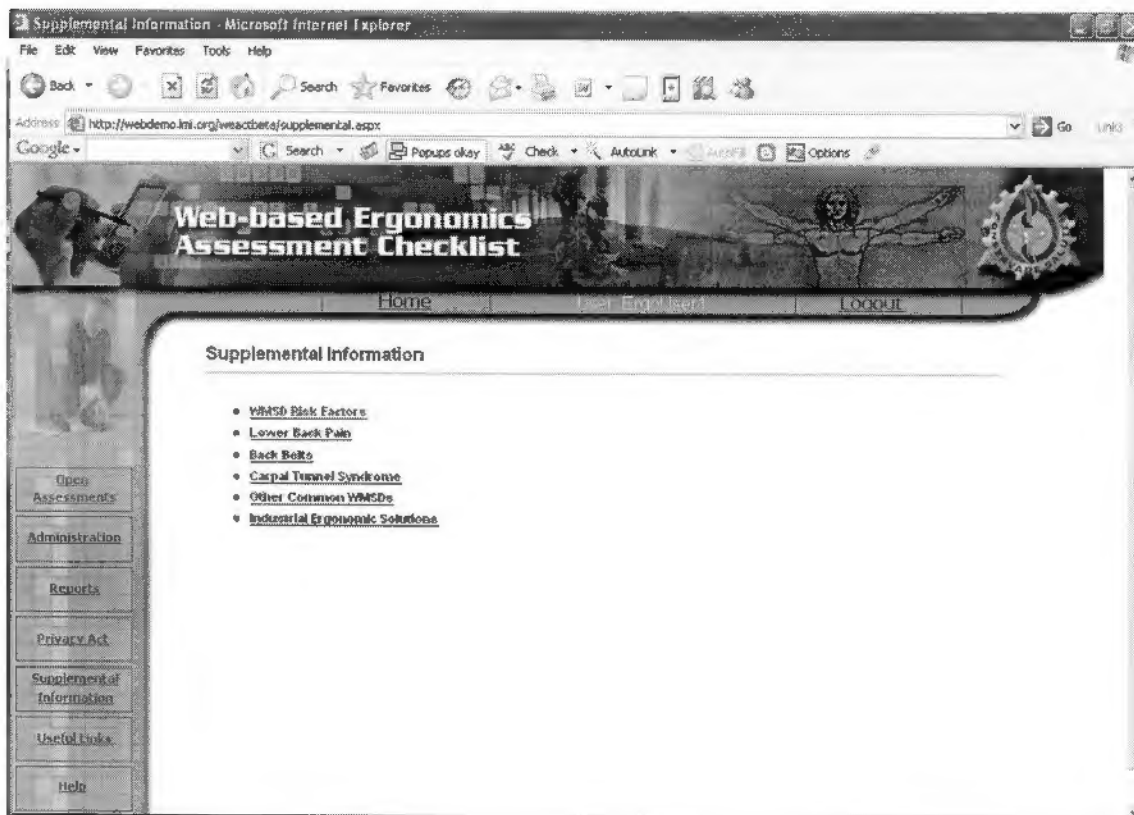 Supplemental Information - Microsoft Internet Explorer
File Edit View Favorites Tools Help
Back Search Favorites
Address http://webdemo.lmi.org/weactbeta/supplemental.aspx Go Links
Google Search Popups okay Check AutoLink AutoFill Options
Web-based Ergonomics
Assessment Checklist
Home User: ErgoUser1 Logout
Supplemental Information
WMSD Risk Factors
Lower Back Pain
Back Belts
Carpal Tunnel Syndrome
Other Common WMSDs
Industrial Ergonomic Solutions
Open
Assessments
Administration
Reports
Privacy Act
Supplemental
Information
Useful Links
Help